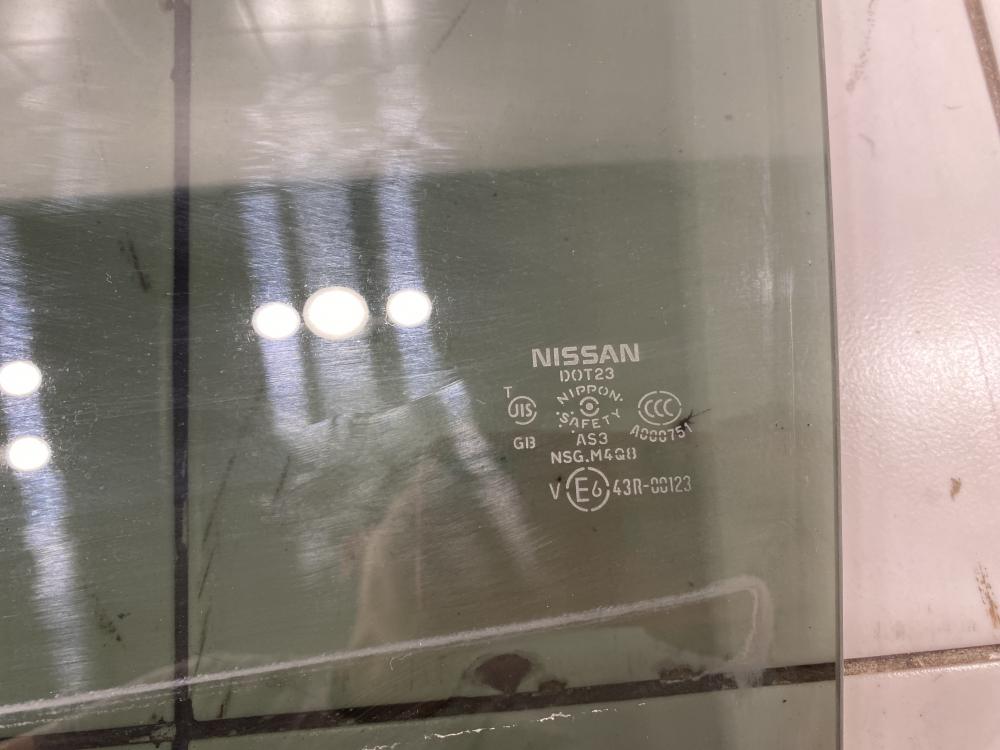 NISSAN
DOT23
T
JIS
NIPPON
SAFETY
CCC
GB
AS3
A000751
NSG.M4Q8
V E6 43R-00123